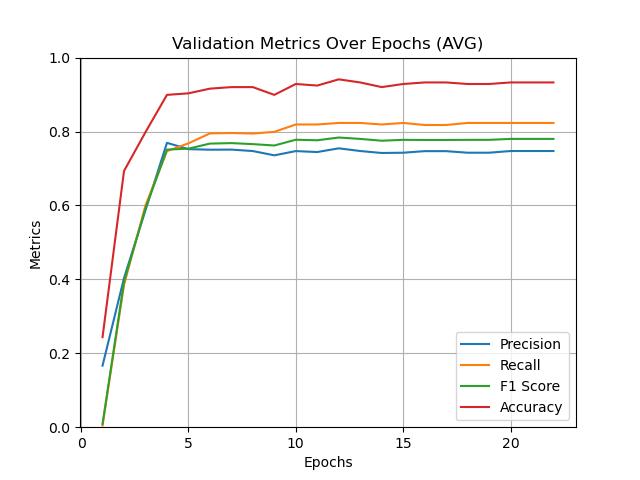 Validation Metrics Over Epochs (AVG)
1.0
0.8
0.6
0.4
0.2
0.0
Metrics
0
5
10
15
20
Epochs
Precision
Recall
F1 Score
Accuracy